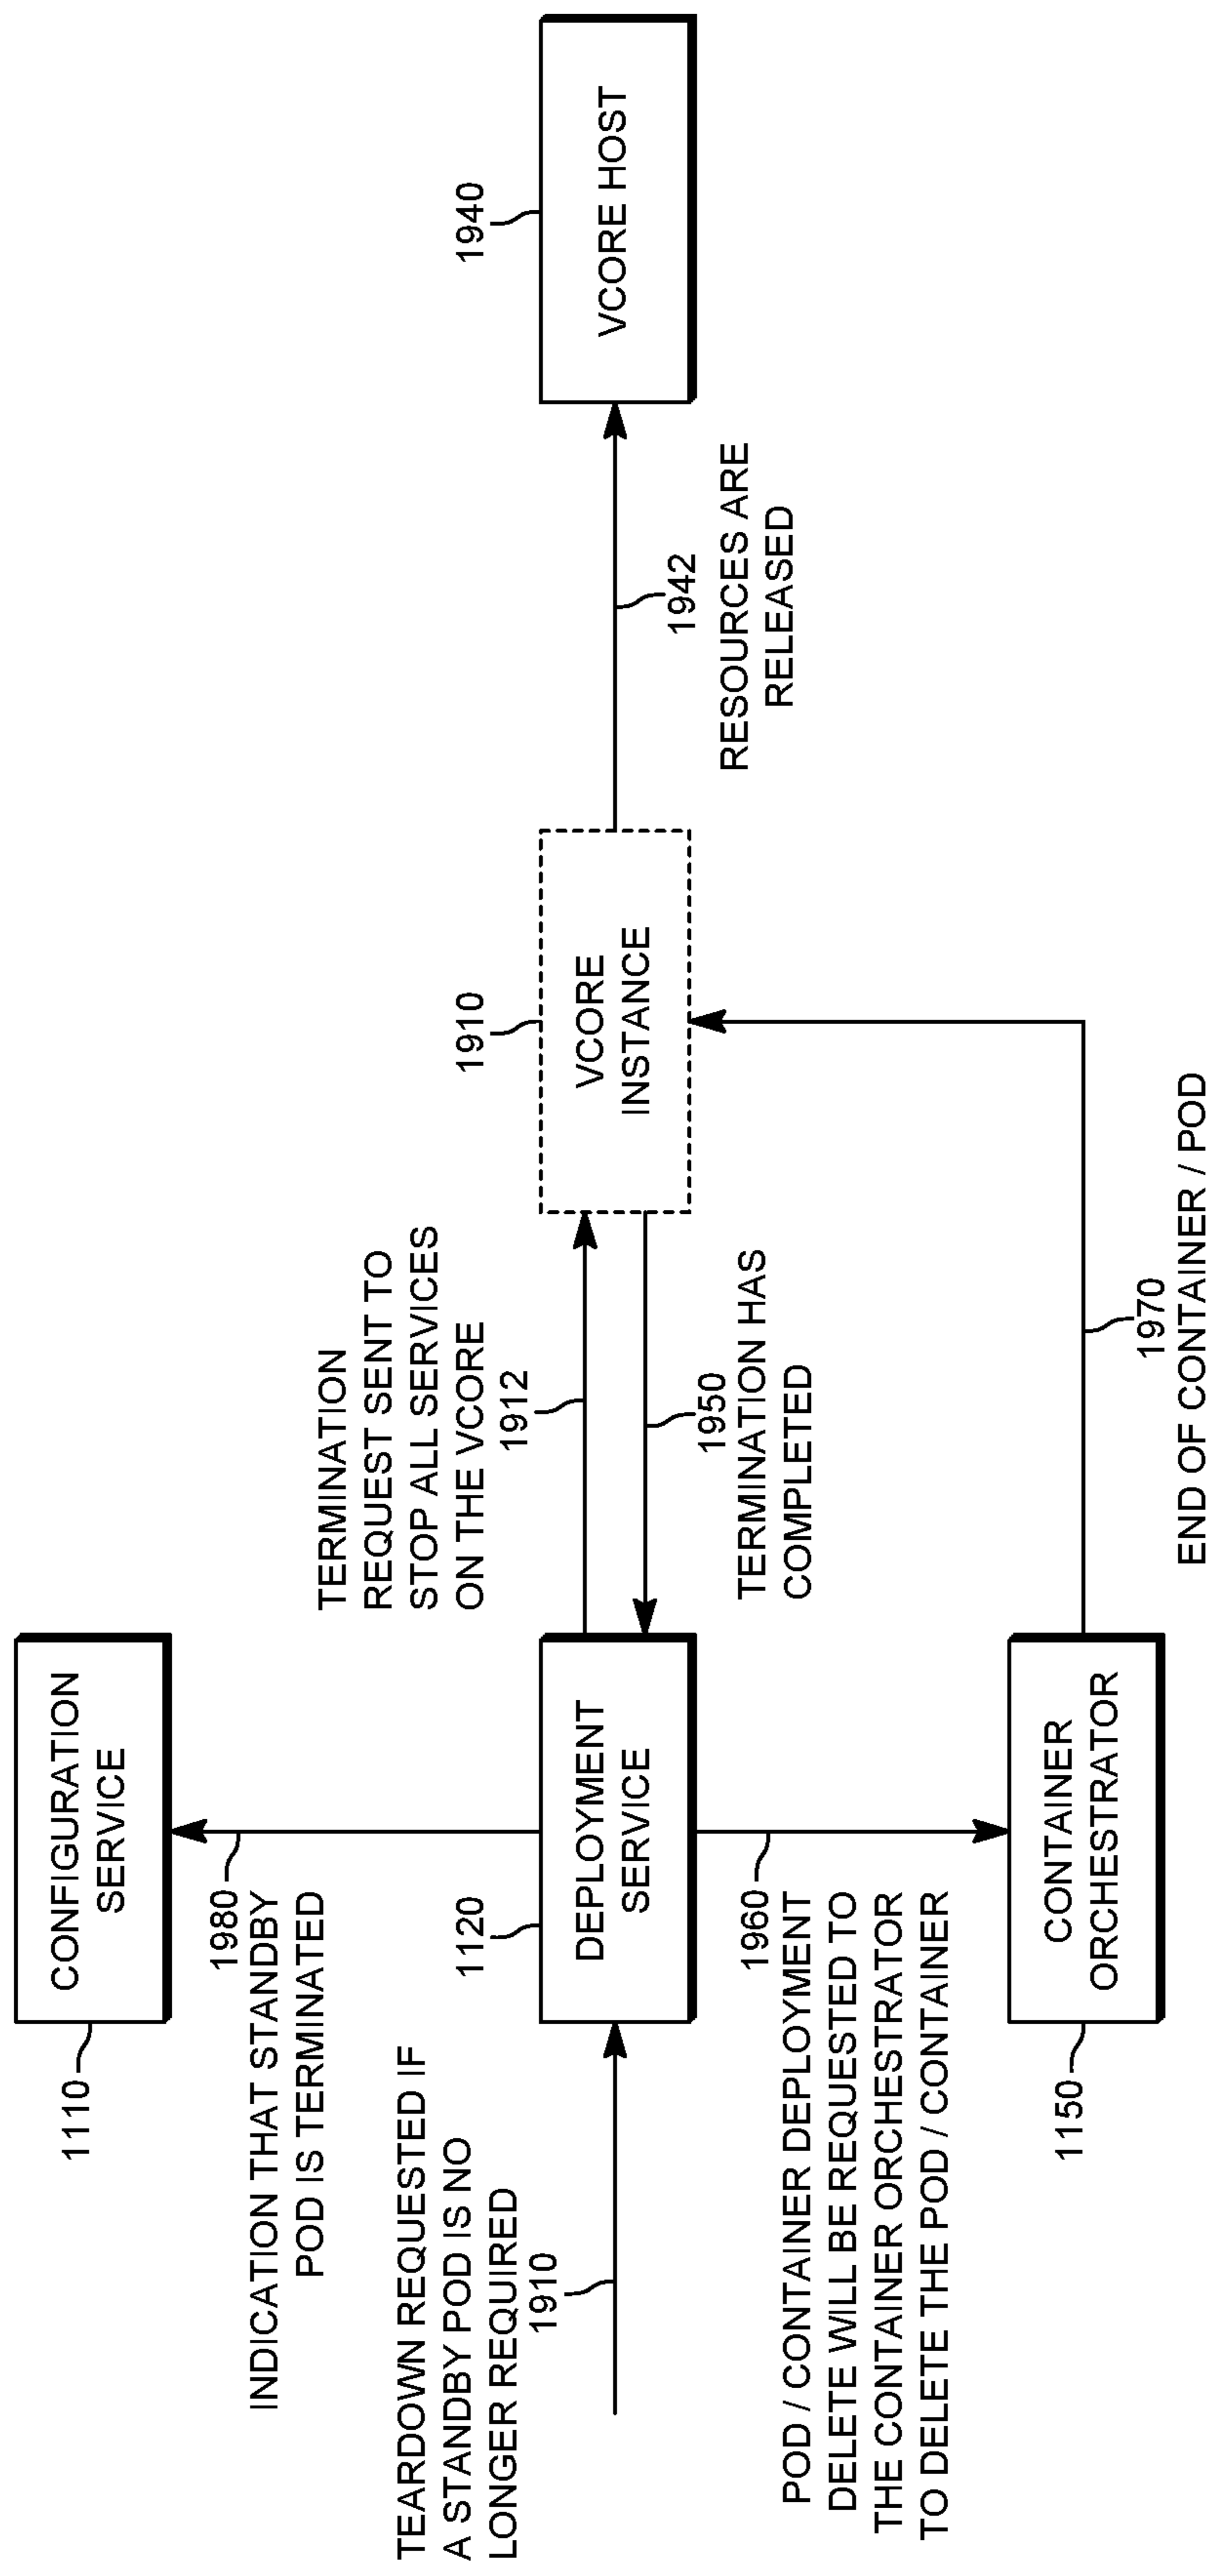 CONFIGURATION
SERVICE
1110
1980
INDICATION THAT STANDBY
POD IS TERMINATED
TEARDOWN REQUESTED IF
A STANDBY POD IS NO
LONGER REQUIRED
1910
1120
DEPLOYMENT
SERVICE
TERMINATION
REQUEST SENT TO
STOP ALL SERVICES
ON THE VCORE
1912
1950
TERMINATION HAS
COMPLETED
1910
VCORE
INSTANCE
1942
RESOURCES ARE
RELEASED
1940
VCORE HOST
1960
POD / CONTAINER DEPLOYMENT
DELETE WILL BE REQUESTED TO
THE CONTAINER ORCHESTRATOR
TO DELETE THE POD / CONTAINER
CONTAINER
ORCHESTRATOR
1150
1970
END OF CONTAINER / POD